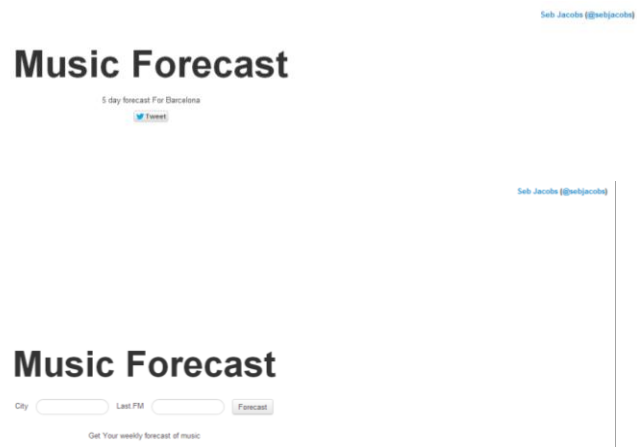 Seb Jacobs (@sebjacobs)
Music Forecast
5 day forecast For Barcelona
Tweet
Seb Jacobs (@sebjacobs)
Music Forecast
City Last.FM Forecast
Get Your weekly forecast of music